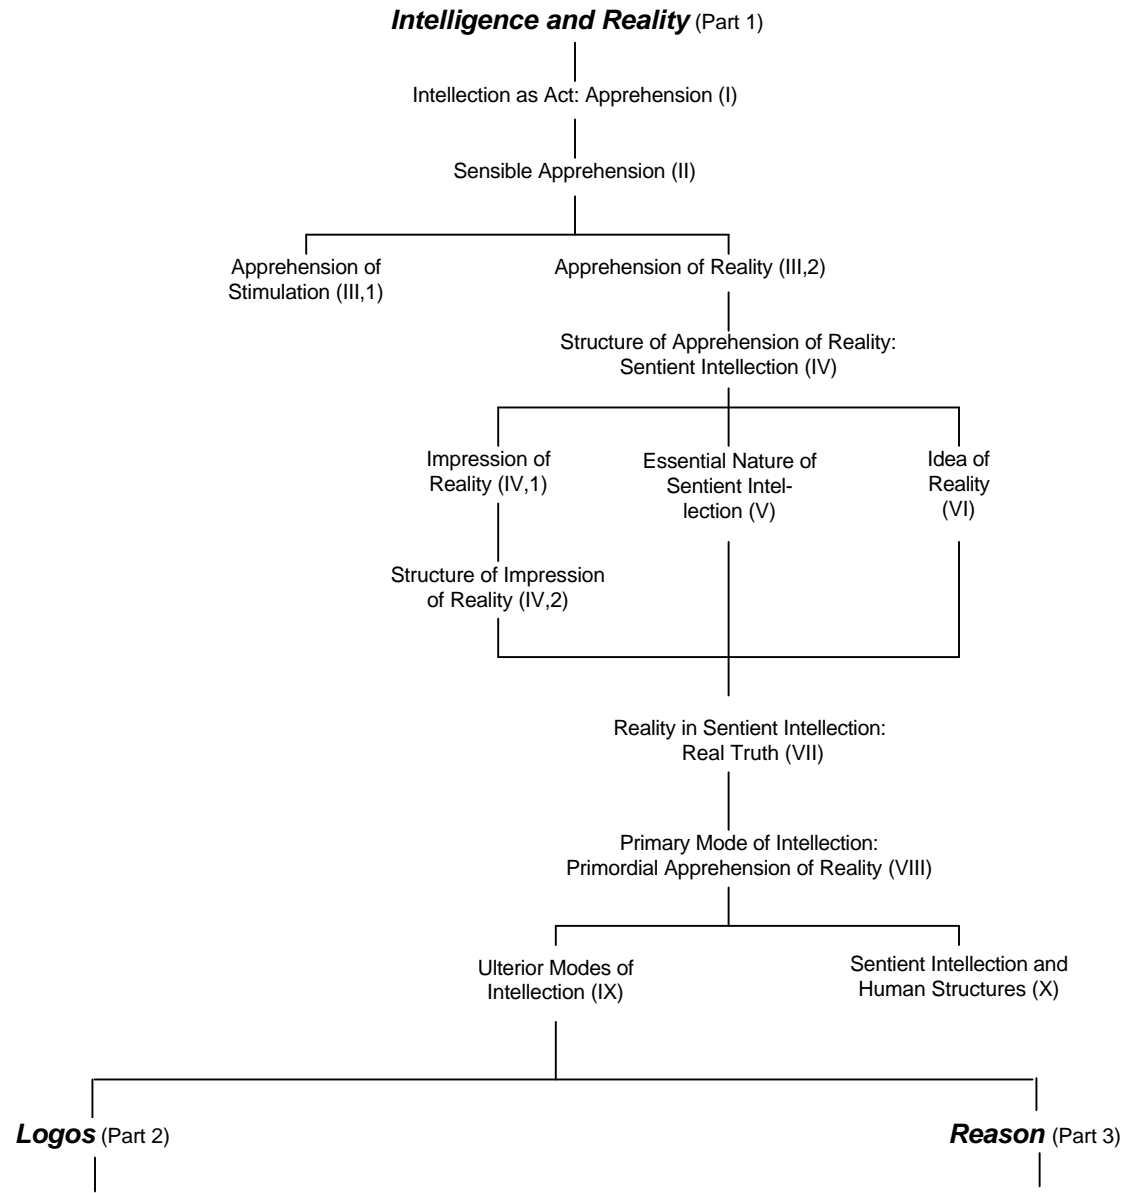 Intelligence and Reality (Part 1)
Intellection as Act: Apprehension (I)
Sensible Apprehension (II)
Apprehension of
Stimulation (III,1)
Apprehension of Reality (III,2)
Structure of Apprehension of Reality:
Sentient Intellection (IV)
Impression of
Reality (IV,1)
Essential Nature of
Sentient Intel-
lection (V)
Idea of
Reality
(VI)
Structure of Impression
of Reality (IV,2)
Reality in Sentient Intellection:
Real Truth (VII)
Primary Mode of Intellection:
Primordial Apprehension of Reality (VIII)
Ulterior Modes of
Intellection (IX)
Sentient Intellection and
Human Structures (X)
Logos (Part 2)
Reason (Part 3)